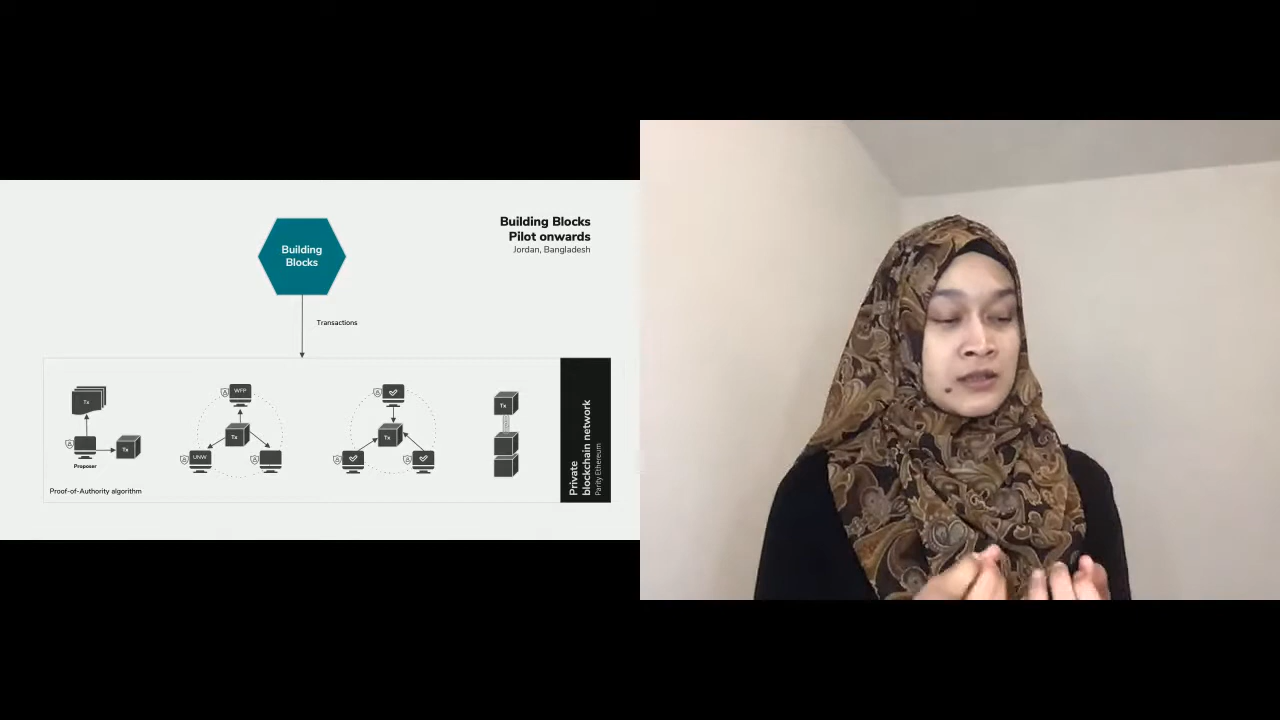 Building Blocks
Pilot onwards
Jordan, Bangladesh
Building
Blocks
Transactions
Tx
Proposer
Tx
Proof-of-Authority algorithm
WFP
Tx
UNW
Tx
Tx
Private
blockchain network
Parity Ethereum